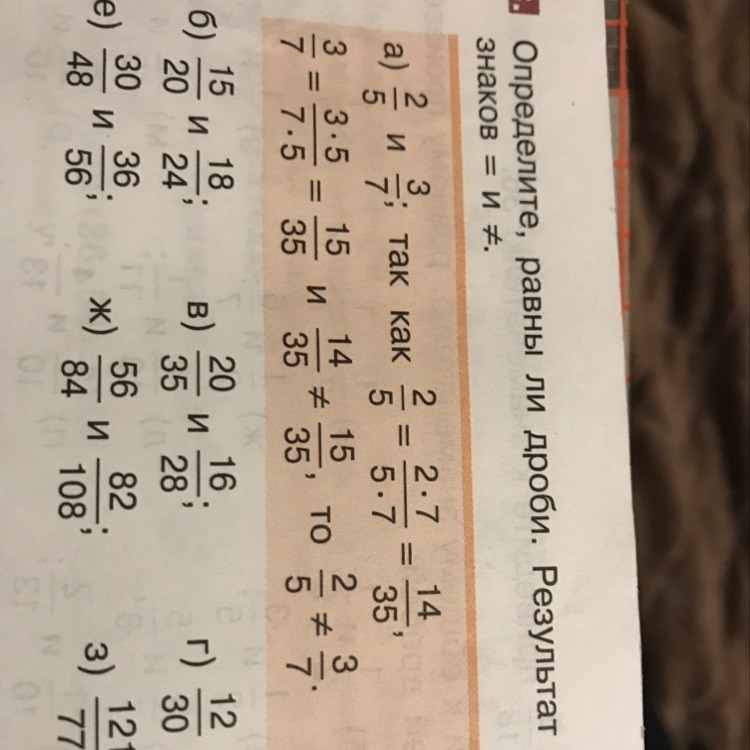 Определите, равны ли дроби. Результат
знаков = и ≠.
а) 2/5 и 3/7; так как 2/5 = 2·7/5·7 = 14/35,
3/7 = 3·5/7·5 = 15/35 и 14/35 ≠ 15/35, то 2/5 ≠ 3/7.
б) 15/20 и 18/24; в) 20/35 и 16/28; г) 12/30
е) 30/48 и 36/56; ж) 56/84 и 82/108; з) 121/77